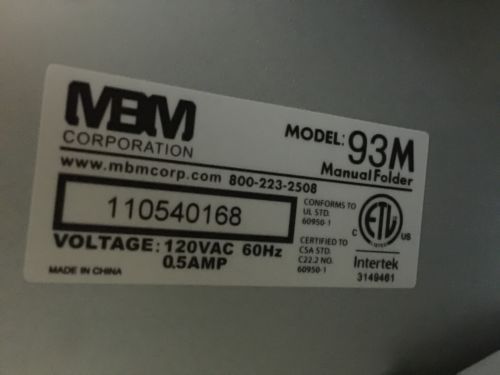 MBM
CORPORATION
MODEL: 93M
Manual Folder
www.mbmcorp.com 800-223-2508
110540168
VOLTAGE: 120VAC 60Hz
0.5AMP
MADE IN CHINA
CONFORMS TO
UL STD.
60950-1
CERTIFIED TO
CSA STD.
C22.2 NO.
60950-1
ETL
LISTED
C US
Intertek
3149461